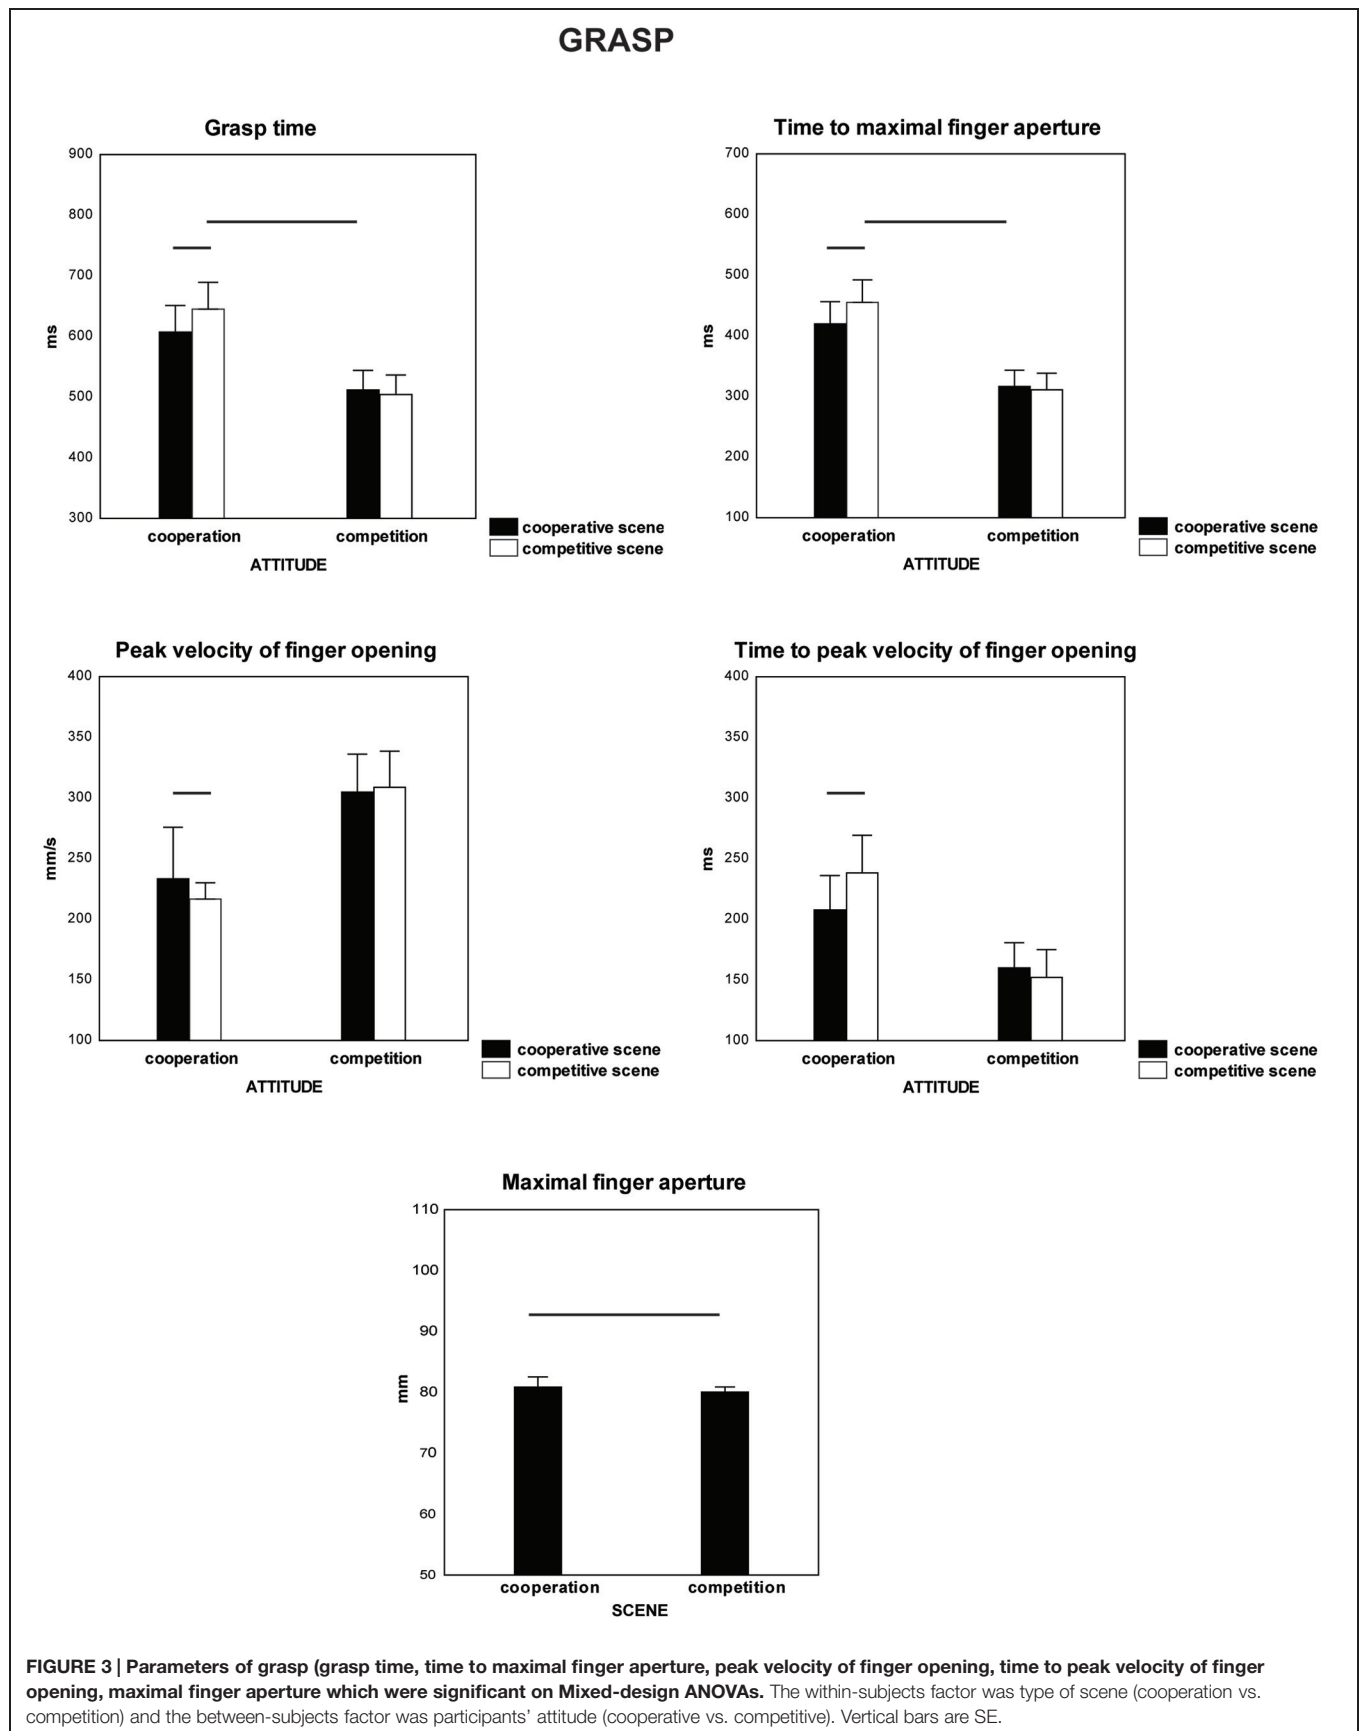 GRASP
Grasp time
900
800
700
600
500
400
300
ms
cooperation
competition
ATTITUDE
cooperative scene
competitive scene
Time to maximal finger aperture
700
600
500
400
300
200
100
ms
cooperation
competition
ATTITUDE
cooperative scene
competitive scene
Peak velocity of finger opening
400
350
300
250
200
150
100
mm/s
cooperation
competition
ATTITUDE
cooperative scene
competitive scene
Time to peak velocity of finger opening
400
350
300
250
200
150
100
ms
cooperation
competition
ATTITUDE
cooperative scene
competitive scene
Maximal finger aperture
110
100
90
80
70
60
50
mm
cooperation
competition
SCENE
FIGURE 3 | Parameters of grasp (grasp time, time to maximal finger aperture, peak velocity of finger opening, time to peak velocity of finger
opening, maximal finger aperture which were significant on Mixed-design ANOVAs. The within-subjects factor was type of scene (cooperation vs.
competition) and the between-subjects factor was participants' attitude (cooperative vs. competitive). Vertical bars are SE.